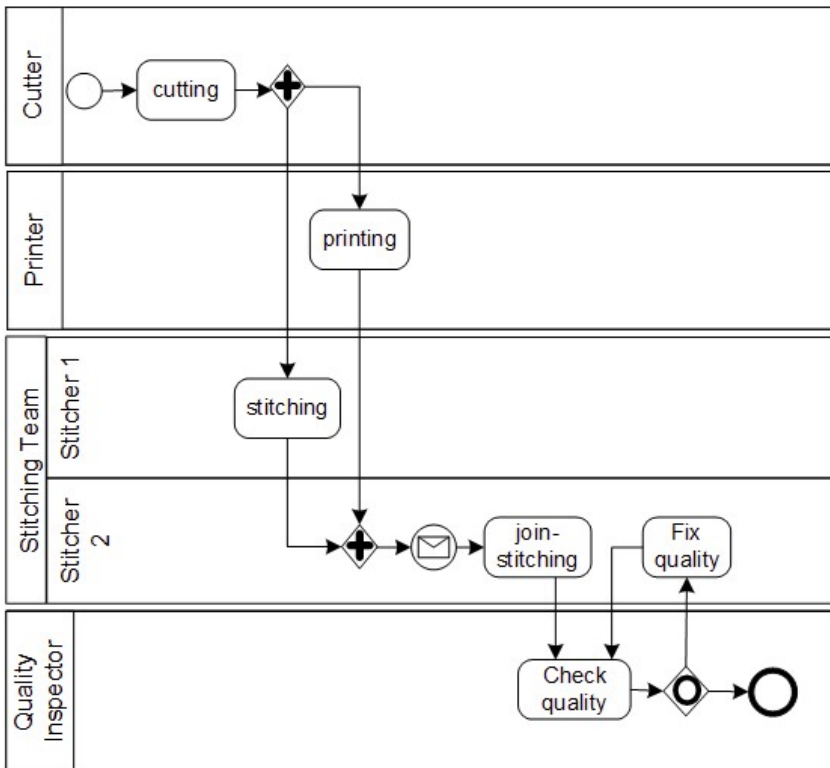 Cutter
cutting
Printer
printing
Stitching Team
Stitcher 1
stitching
Stitcher
2
join-
stitching
Fix
quality
Quality
Inspector
Check
quality